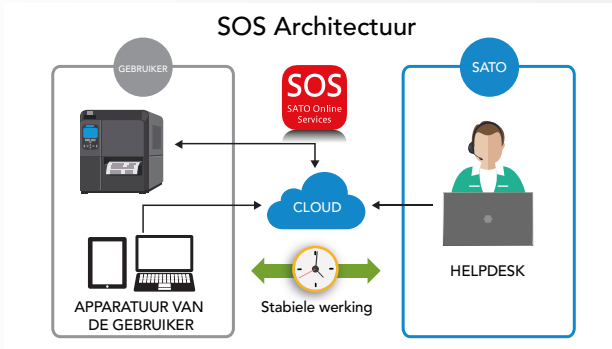 SOS Architectuur
GEBRUIKER
SATO
SOS
SATO Online
Services
CLOUD
HELPDESK
APPARATUUR VAN
DE GEBRUIKER
Stabiele werking